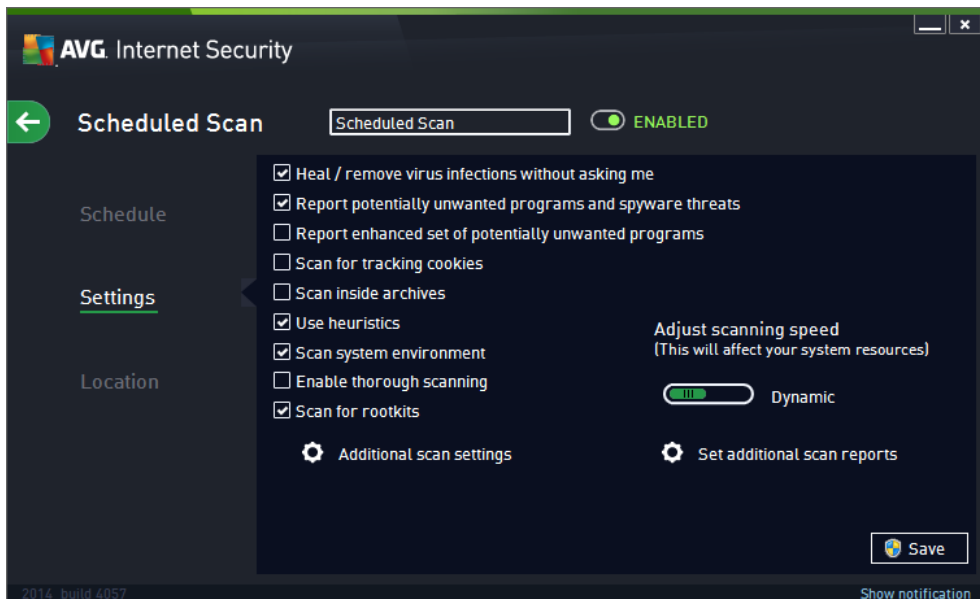 AVG. Internet Security
Scheduled Scan
Scheduled Scan
ENABLED
Schedule
Settings
Location
Heal / remove virus infections without asking me
Report potentially unwanted programs and spyware threats
Report enhanced set of potentially unwanted programs
Scan for tracking cookies
Scan inside archives
Use heuristics
Scan system environment
Enable thorough scanning
Scan for rootkits
Adjust scanning speed
(This will affect your system resources)
Dynamic
Additional scan settings
Set additional scan reports
Save
2014 build 4057
Show notification